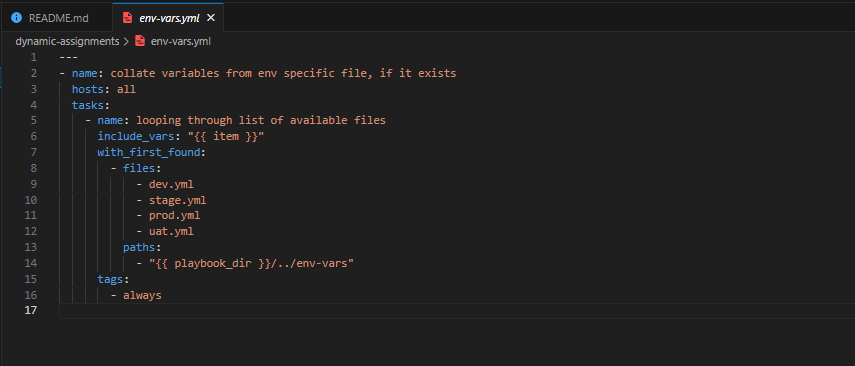 README.md env-vars.yml ×
dynamic-assignments > env-vars.yml
1 ---
2 - name: collate variables from env specific file, if it exists
3   hosts: all
4   tasks:
5     - name: looping through list of available files
6       include_vars: "{{ item }}"
7       with_first_found:
8         - files:
9             - dev.yml
10             - stage.yml
11             - prod.yml
12             - uat.yml
13           paths:
14             - "{{ playbook_dir }}/../env-vars"
15       tags:
16         - always
17